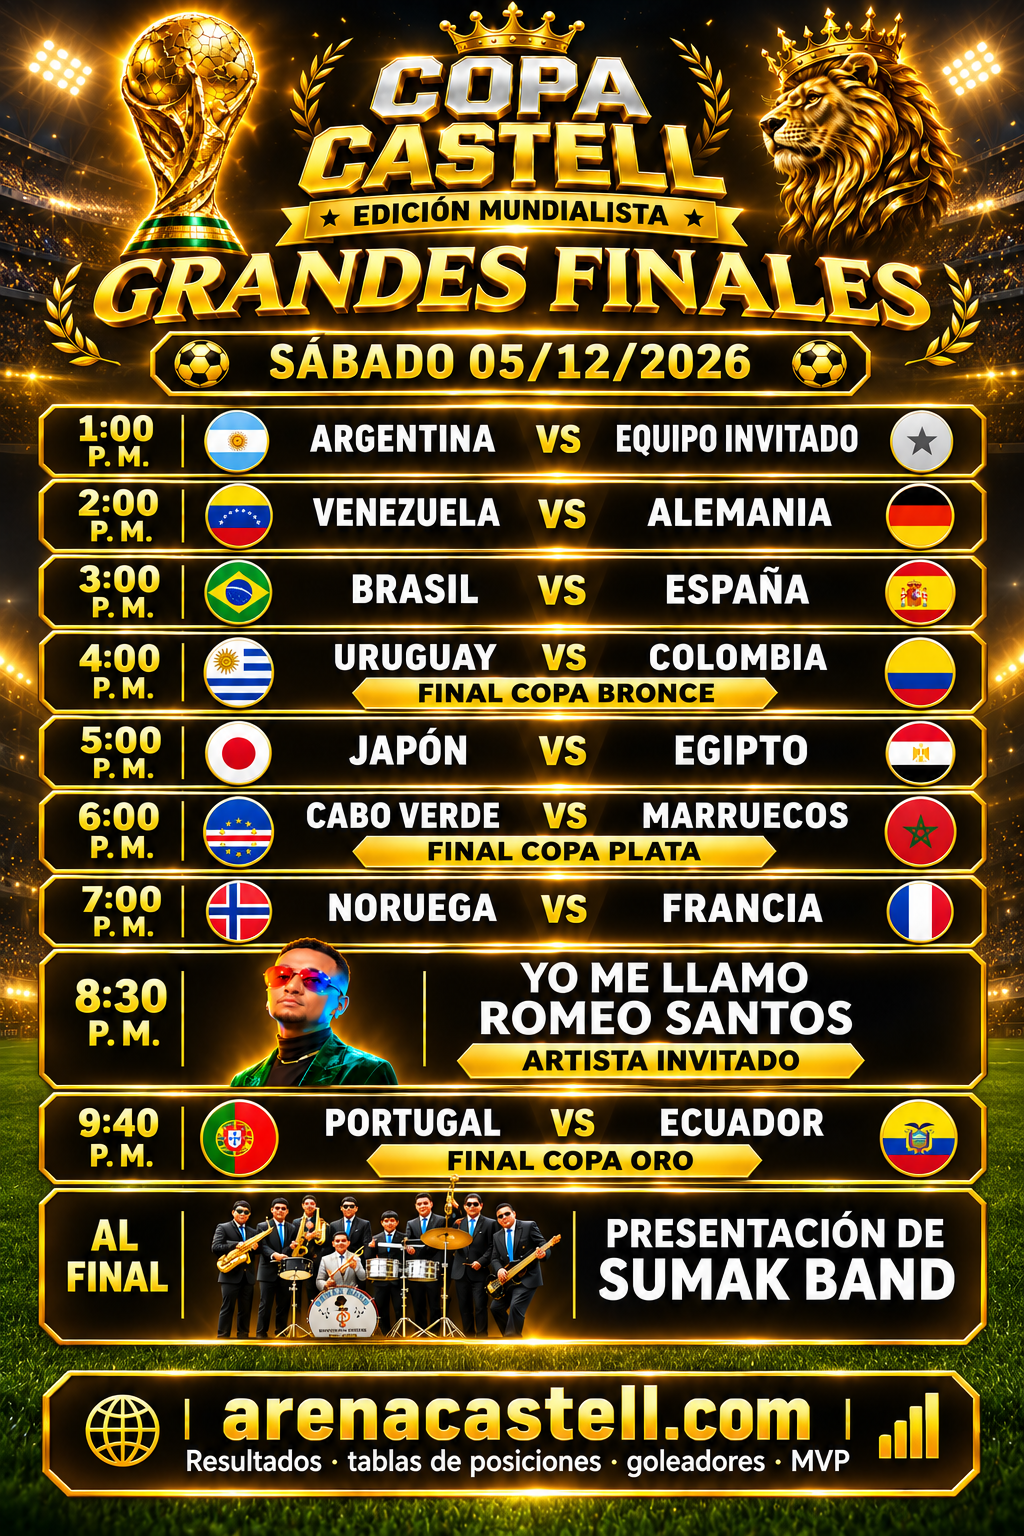 COPA
CASTELL
★ EDICIÓN MUNDIALISTA ★
GRANDES FINALES
SÁBADO 05/12/2026
1:00 P. M. ARGENTINA VS EQUIPO INVITADO
2:00 P. M. VENEZUELA VS ALEMANIA
3:00 P. M. BRASIL VS ESPAÑA
4:00 P. M. URUGUAY VS COLOMBIA
FINAL COPA BRONCE
5:00 P. M. JAPÓN VS EGIPTO
6:00 P. M. CABO VERDE VS MARRUECOS
FINAL COPA PLATA
7:00 P. M. NORUEGA VS FRANCIA
8:30 P. M.
YO ME LLAMO
ROMEO SANTOS
ARTISTA INVITADO
9:40 P. M. PORTUGAL VS ECUADOR
FINAL COPA ORO
AL
FINAL
PRESENTACIÓN DE
SUMAK BAND
arenacastell.com
Resultados · tablas de posiciones · goleadores · MVP